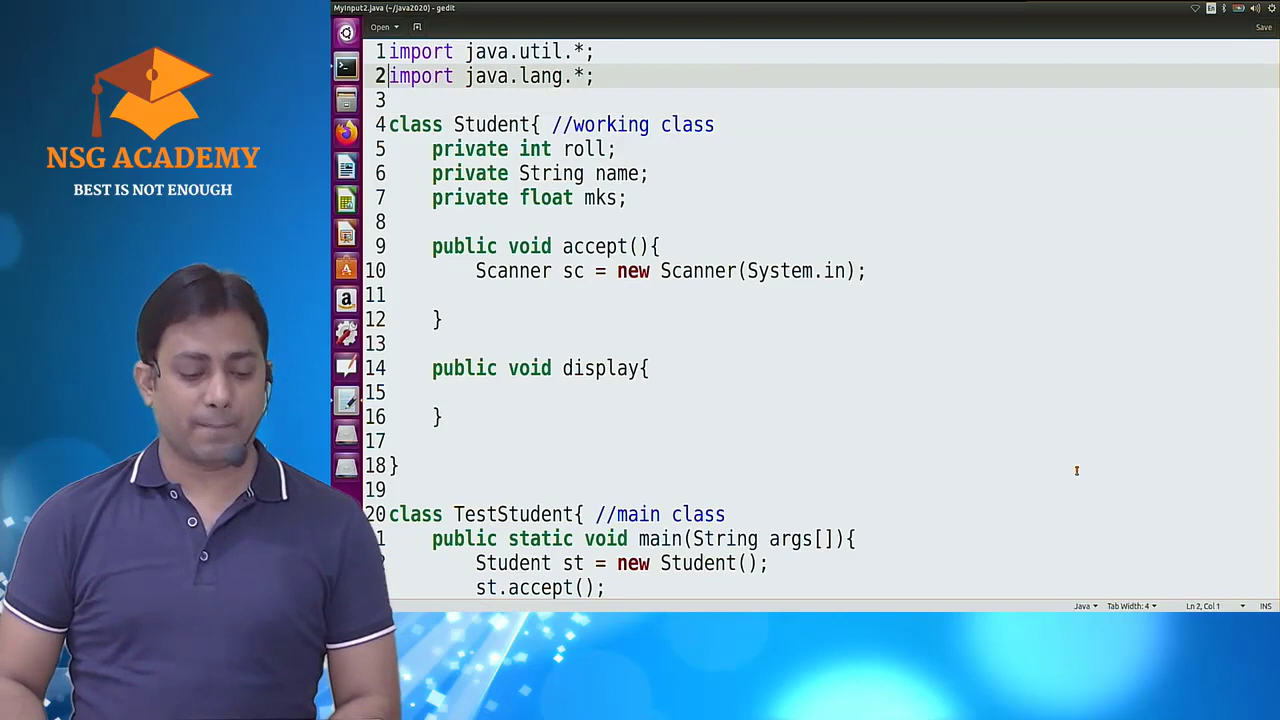 MyInput2.java (~/Java2020) - gedit
En
Open
Save
NSG ACADEMY
BEST IS NOT ENOUGH
1 import java.util.*;
2 import java.lang.*;
3
4 class Student{ //working class
5 private int roll;
6 private String name;
7 private float mks;
8
9 public void accept(){
10 Scanner sc = new Scanner(System.in);
11
12 }
13
14 public void display{
15
16 }
17
18 }
19
20 class TestStudent{ //main class
1 public static void main(String args[]){
Student st = new Student();
st.accept();
Java Tab Width: 4 Ln 2, Col 1 INS